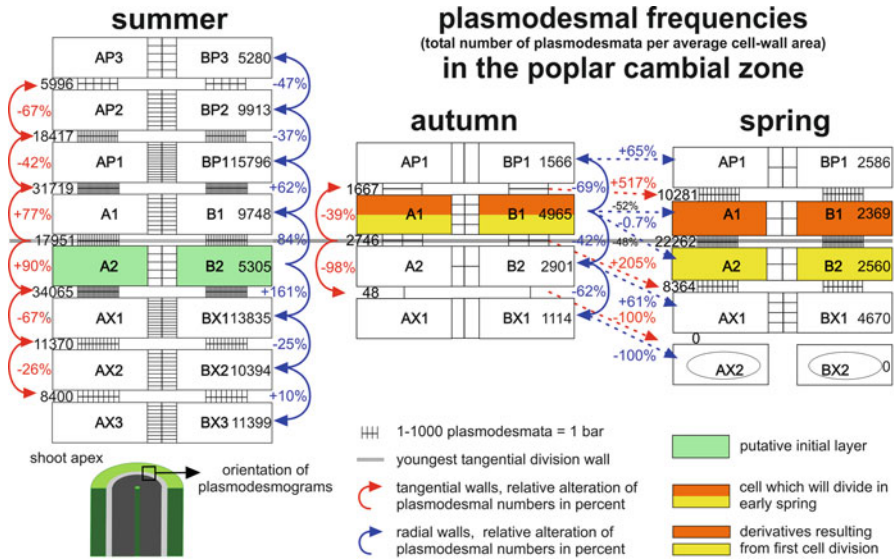 summer
plasmodesmal frequencies
(total number of plasmodesmata per average cell-wall area)
in the poplar cambial zone
AP3 BP3 5280
5996 -47%
-67% AP2 BP2 9913
18417 -37%
-42% AP1 BP1 15796
31719 +62%
+77% A1 B1 9748
17951 -84%
+90% A2 B2 5305
34065 +161%
-67% AX1 BX1 13835
11370 -25%
-26% AX2 BX2 10394
8400 +10%
AX3 BX3 11399
autumn
AP1 BP1 1566
1667 -69%
-39% A1 B1 4965
2746 -42%
-98% A2 B2 2901
48 -62%
AX1 BX1 1114
+65%
+517%
-52%
-0.7%
-48%
+205%
+61%
-100%
-100%
spring
AP1 BP1 2586
10281
A1 B1 2369
22262
A2 B2 2560
8364
AX1 BX1 4670
0
AX2 BX2 0
shoot apex
orientation of
plasmodesmograms
1-1000 plasmodesmata = 1 bar
youngest tangential division wall
tangential walls, relative alteration of
plasmodesmal numbers in percent
radial walls, relative alteration of
plasmodesmal numbers in percent
putative initial layer
cell which will divide in
early spring
derivatives resulting
from first cell division